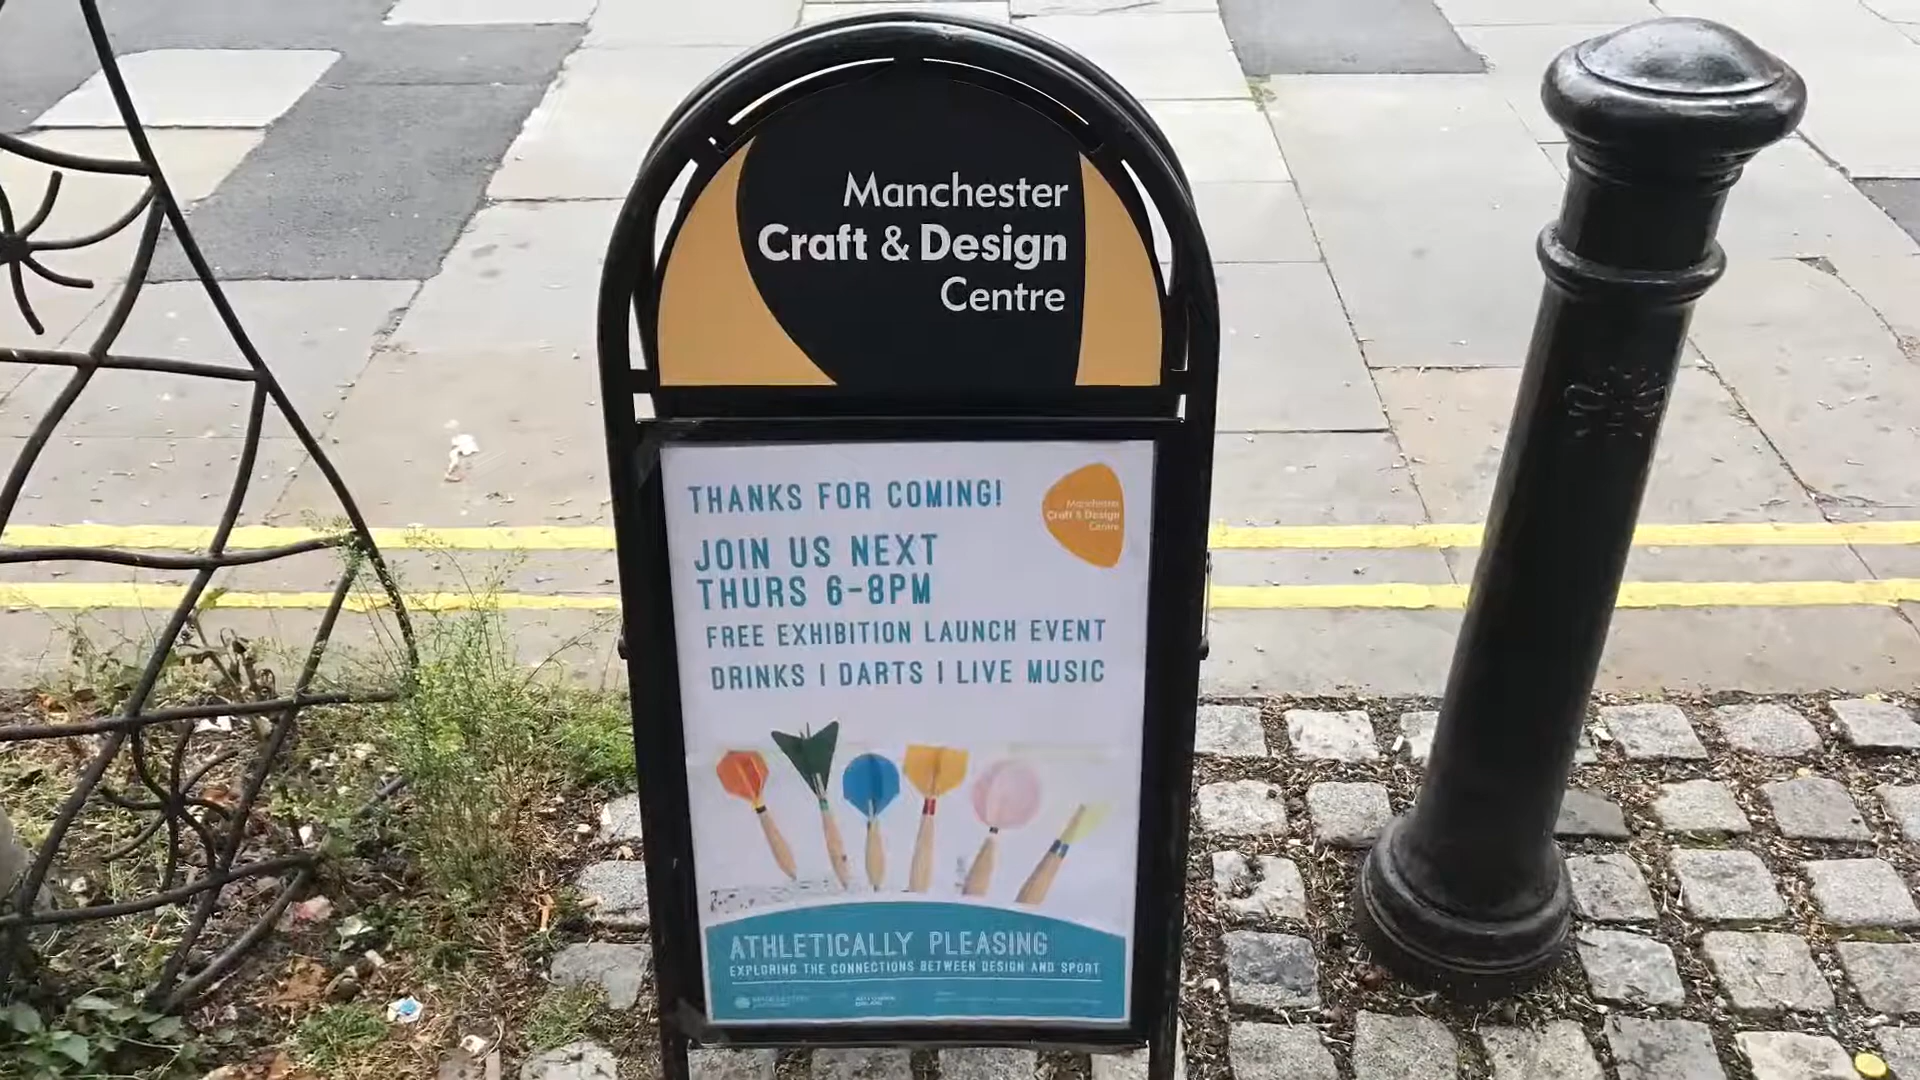 Manchester
Craft & Design
Centre
THANKS FOR COMING!
Manchester
Craft & Design
Centre
JOIN US NEXT
THURS 6-8PM
FREE EXHIBITION LAUNCH EVENT
DRINKS | DARTS | LIVE MUSIC
ATHLETICALLY PLEASING
EXPLORING THE CONNECTIONS BETWEEN DESIGN AND SPORT